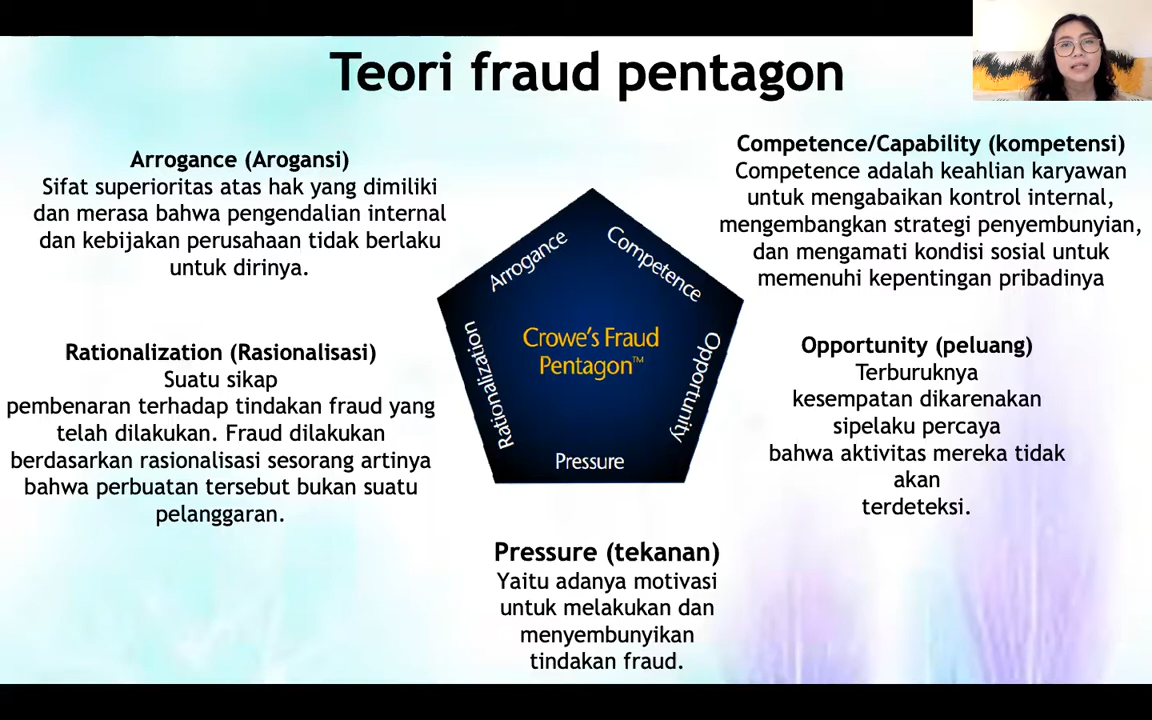 Teori fraud pentagon
Arrogance (Arogansi)
Sifat superioritas atas hak yang dimiliki
dan merasa bahwa pengendalian internal
dan kebijakan perusahaan tidak berlaku
untuk dirinya.
Competence/Capability (kompetensi)
Competence adalah keahlian karyawan
untuk mengabaikan kontrol internal,
mengembangkan strategi penyembunyian,
dan mengamati kondisi sosial untuk
memenuhi kepentingan pribadinya
Arrogance
Competence
Rationalization
Crowe's Fraud
Pentagon™
Opportunity
Pressure
Rationalization (Rasionalisasi)
Suatu sikap
pembenaran terhadap tindakan fraud yang
telah dilakukan. Fraud dilakukan
berdasarkan rasionalisasi sesorang artinya
bahwa perbuatan tersebut bukan suatu
pelanggaran.
Opportunity (peluang)
Terburuknya
kesempatan dikarenakan
sipelaku percaya
bahwa aktivitas mereka tidak
akan
terdeteksi.
Pressure (tekanan)
Yaitu adanya motivasi
untuk melakukan dan
menyembunyikan
tindakan fraud.